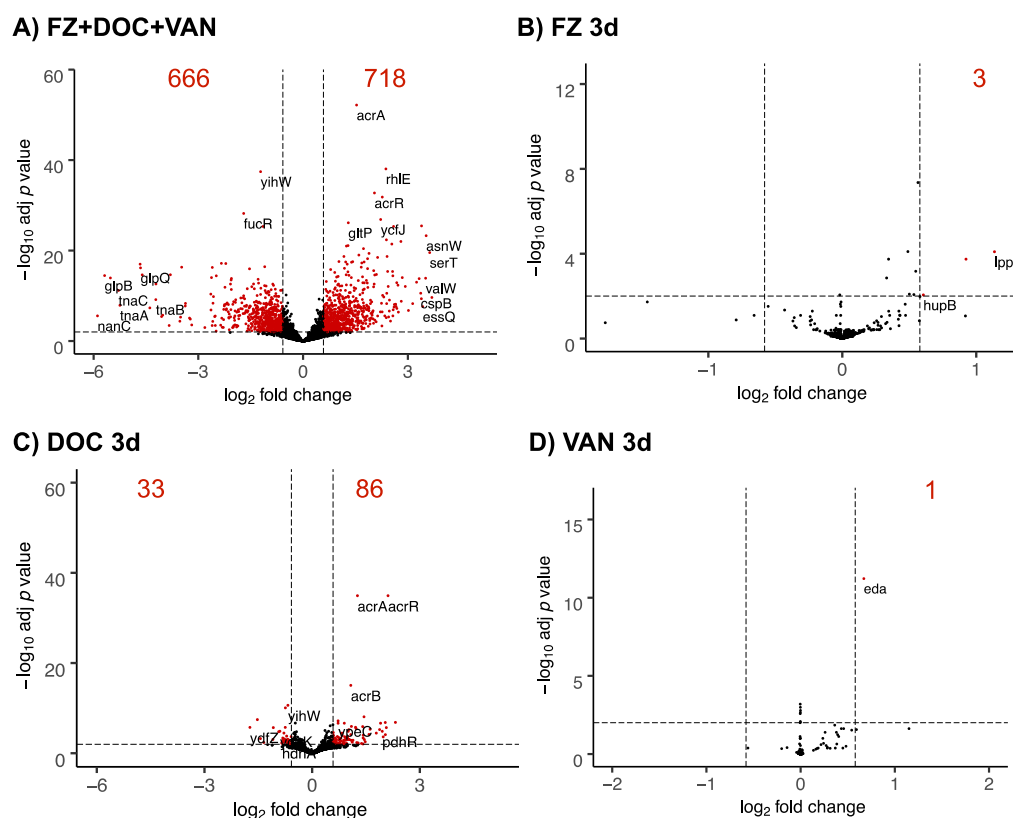 A) FZ+DOC+VAN
666
718
60
40
20
0
−log10 adj p value
acrA
yihW
rhlE
acrR
fucR
gltP
ycfJ
asnW
serT
glpB
glpQ
valW
tnaC
tnaA
tnaB
cspB
nanC
essQ
−6
−3
0
3
log2 fold change
B) FZ 3d
3
12
8
4
0
−log10 adj p value
lpp
hupB
−1
0
1
log2 fold change
C) DOC 3d
33
86
60
40
20
0
−log10 adj p value
acrA
acrR
acrB
yihW
ydfZ
ypeC
pdhR
−6
−3
0
3
log2 fold change
D) VAN 3d
1
15
10
5
0
−log10 adj p value
eda
−2
−1
0
1
2
log2 fold change